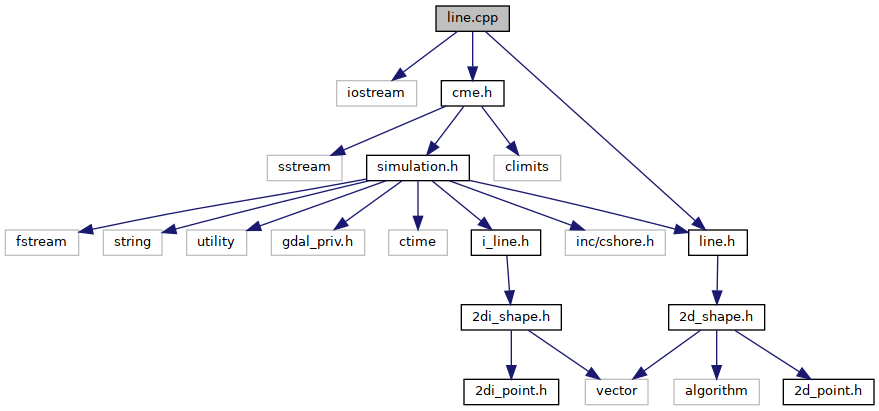 line.cpp
iostream
cme.h
sstream
simulation.h
climits
fstream
string
utility
gdal_priv.h
ctime
i_line.h
inc/cshore.h
line.h
2di_shape.h
2d_shape.h
2di_point.h
vector
algorithm
2d_point.h